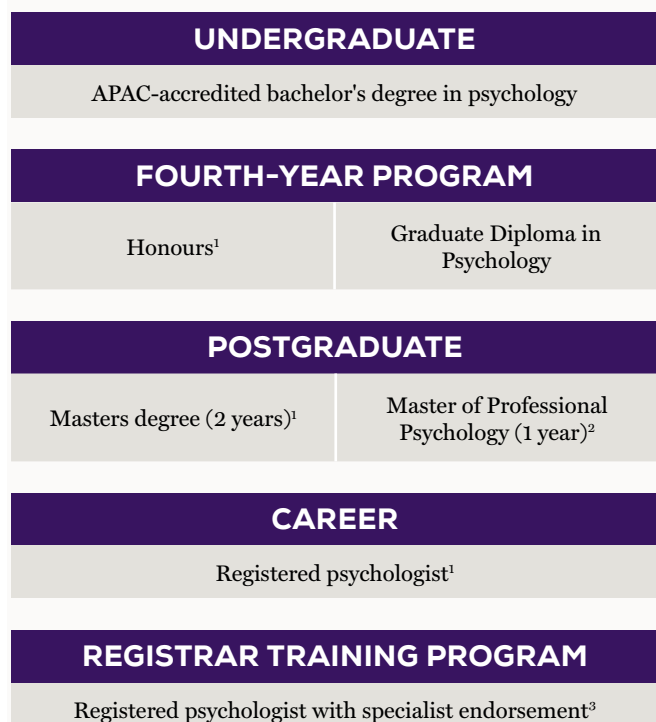 UNDERGRADUATE
APAC-accredited bachelor's degree in psychology
FOURTH-YEAR PROGRAM
Honours¹
Graduate Diploma in
Psychology
POSTGRADUATE
Masters degree (2 years)¹
Master of Professional
Psychology (1 year)²
CAREER
Registered psychologist¹
REGISTRAR TRAINING PROGRAM
Registered psychologist with specialist endorsement³